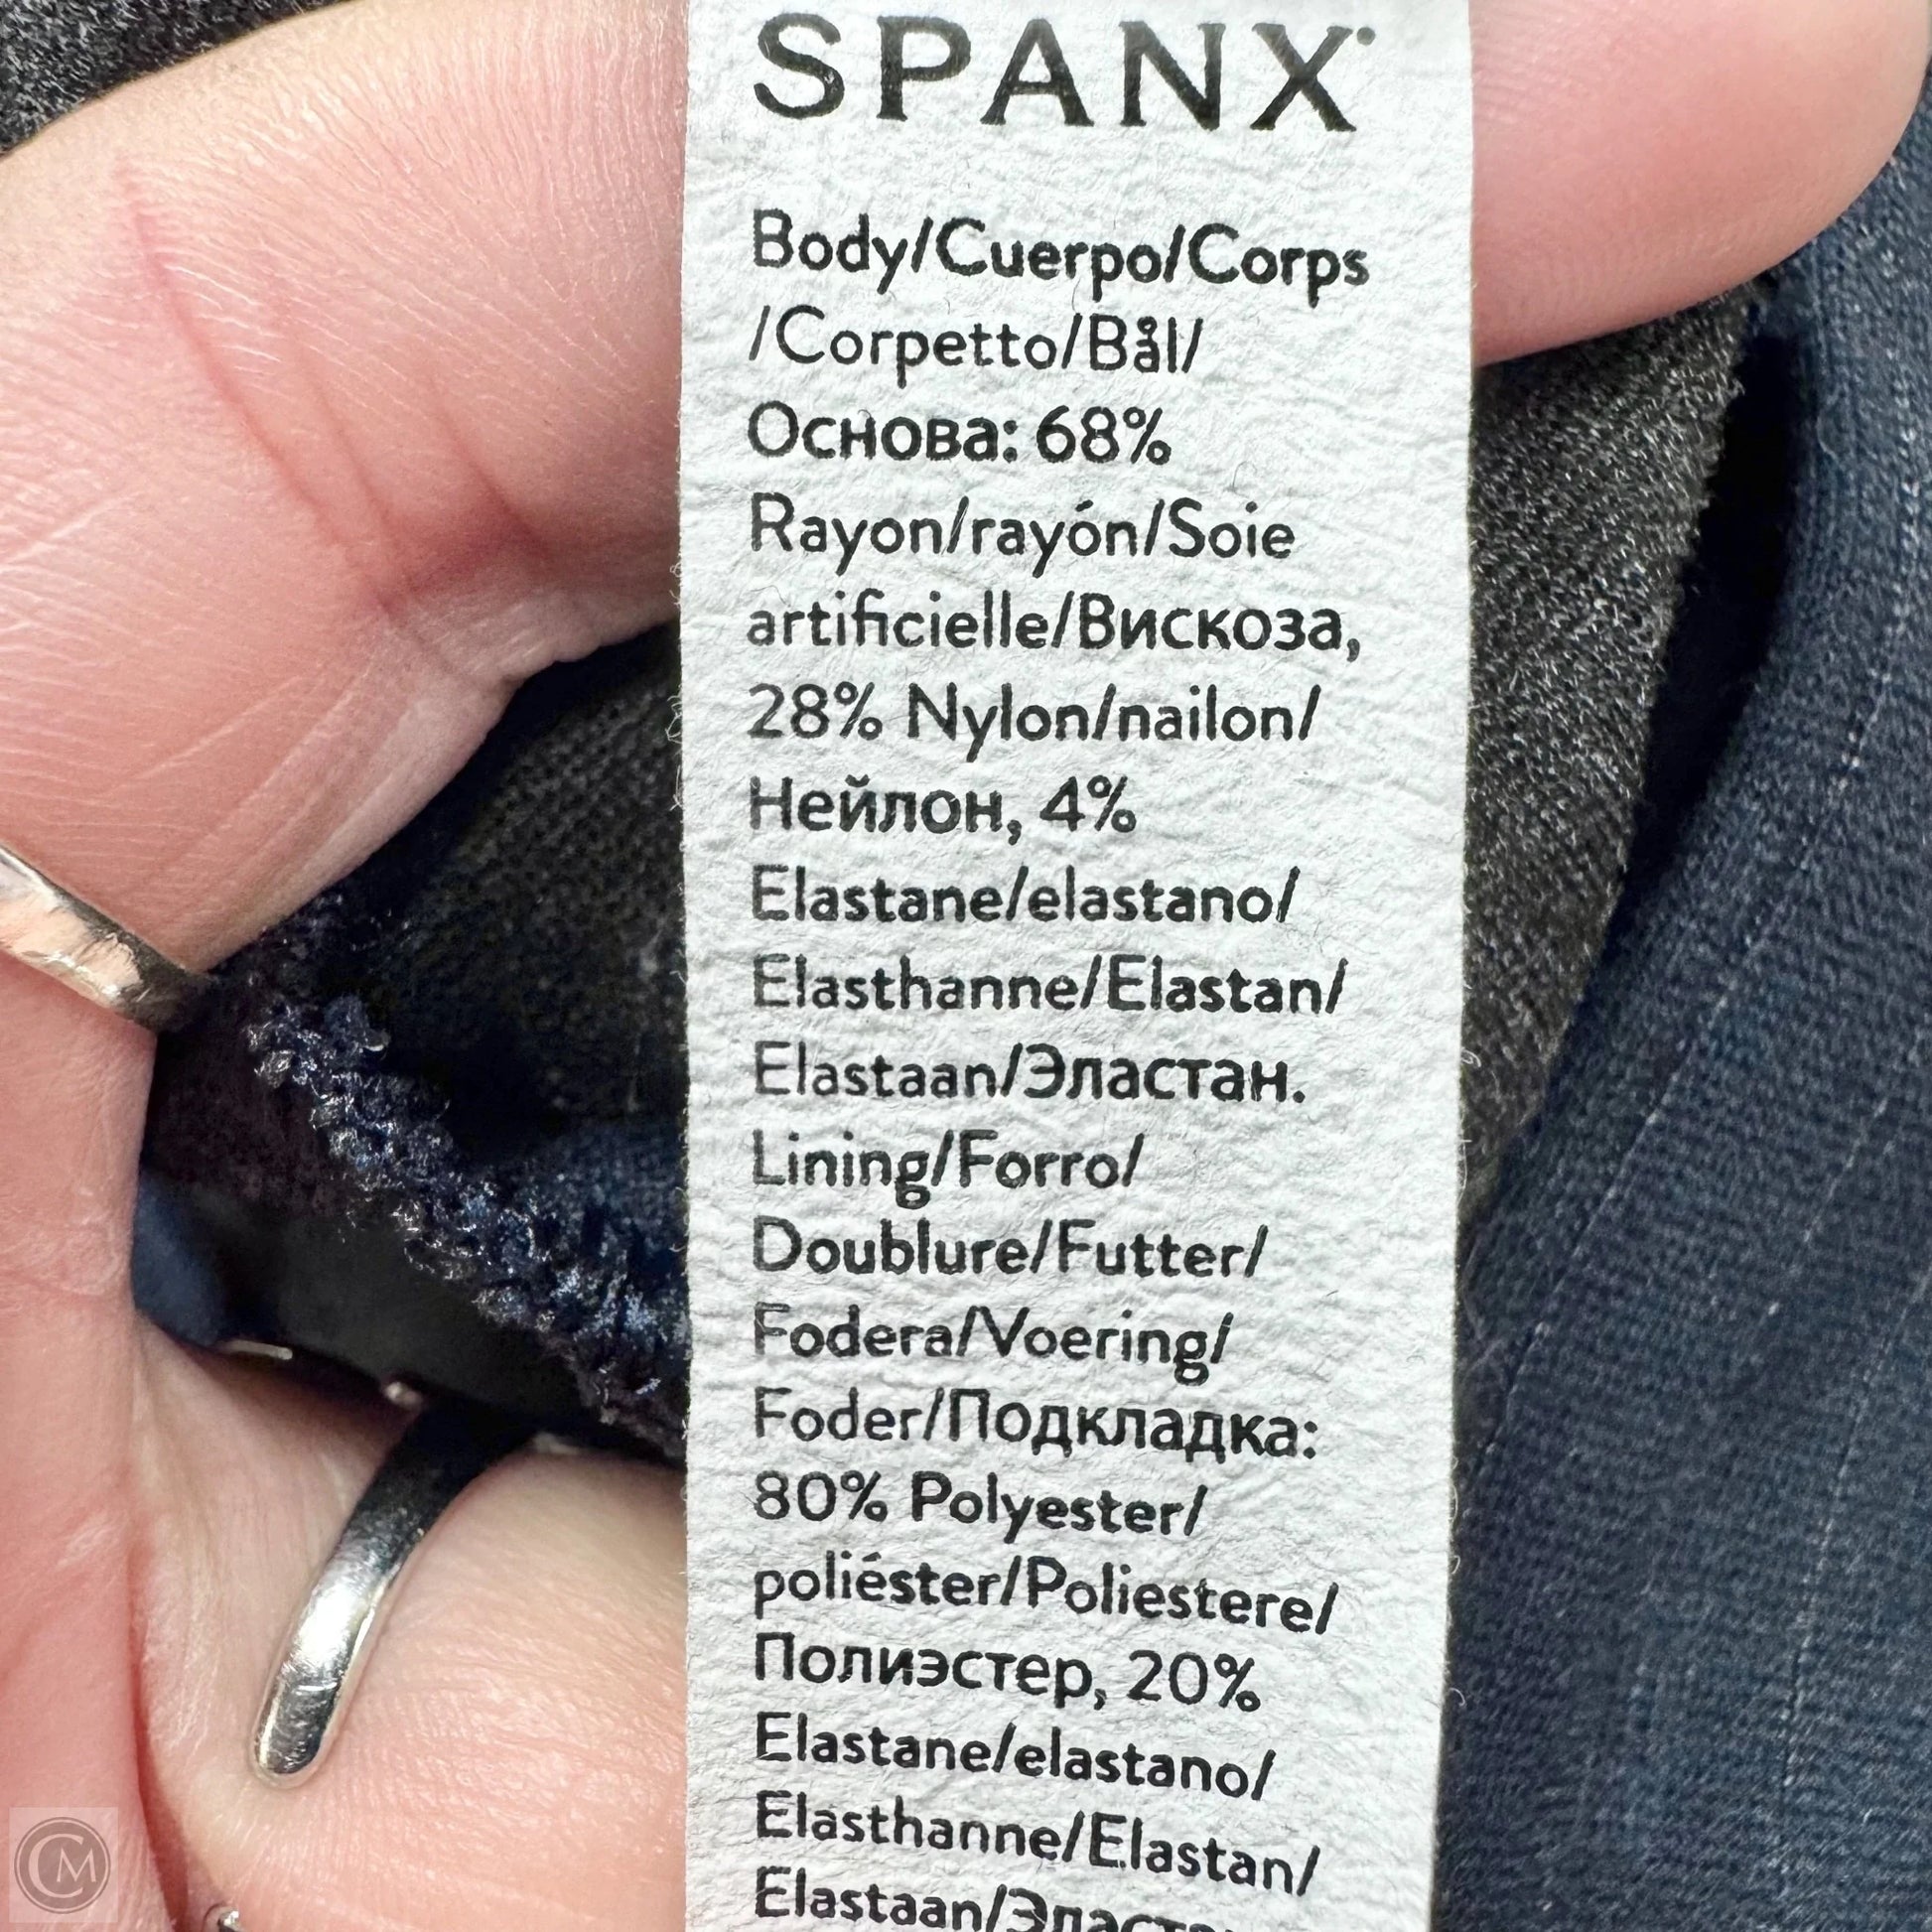 SPANX
Body/Cuerpo/Corps
/Corpetto/Bål/
Основа: 68%
Rayon/rayón/Soie
artificielle/Вискоза,
28% Nylon/nailon/
Нейлон, 4%
Elastane/elastano/
Elasthanne/Elastan/
Elastaan/Эластан.
Lining/Forro/
Doublure/Futter/
Fodera/Voering/
Foder/Подкладка:
80% Polyester/
poliéster/Poliestere/
Полиэстер, 20%
Elastane/elastano/
Elasthanne/Elastan/
Elastaan/
CM